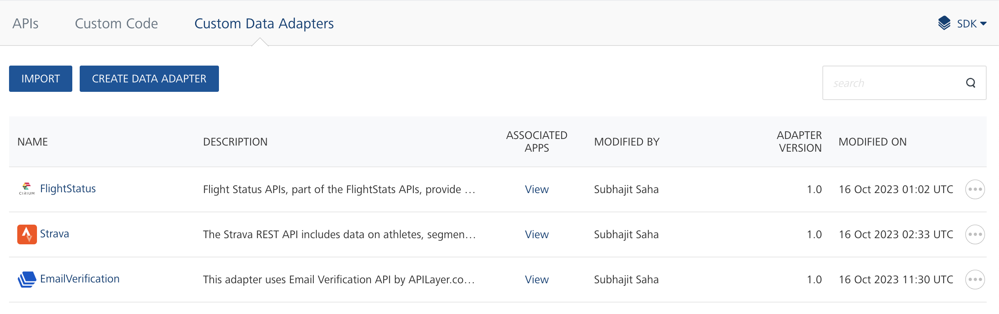 APIs Custom Code Custom Data Adapters SDK
IMPORT CREATE DATA ADAPTER search
NAME DESCRIPTION ASSOCIATED APPS MODIFIED BY ADAPTER VERSION MODIFIED ON
CIRIUM FlightStatus Flight Status APIs, part of the FlightStats APIs, provide ... View Subhajit Saha 1.0 16 Oct 2023 01:02 UTC
Strava The Strava REST API includes data on athletes, segmen... View Subhajit Saha 1.0 16 Oct 2023 02:33 UTC
EmailVerification This adapter uses Email Verification API by APILayer.co... View Subhajit Saha 1.0 16 Oct 2023 11:30 UTC